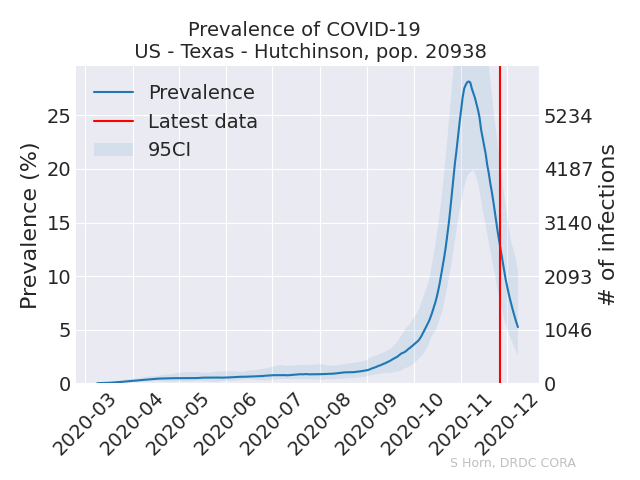 Prevalence of COVID-19
US - Texas - Hutchinson, pop. 20938
Prevalence
Latest data
95CI
Prevalence (%)
25
20
15
10
5
0
5234
4187
3140
2093
1046
0
# of infections
2020-03
2020-04
2020-05
2020-06
2020-07
2020-08
2020-09
2020-10
2020-11
2020-12
S Horn, DRDC CORA